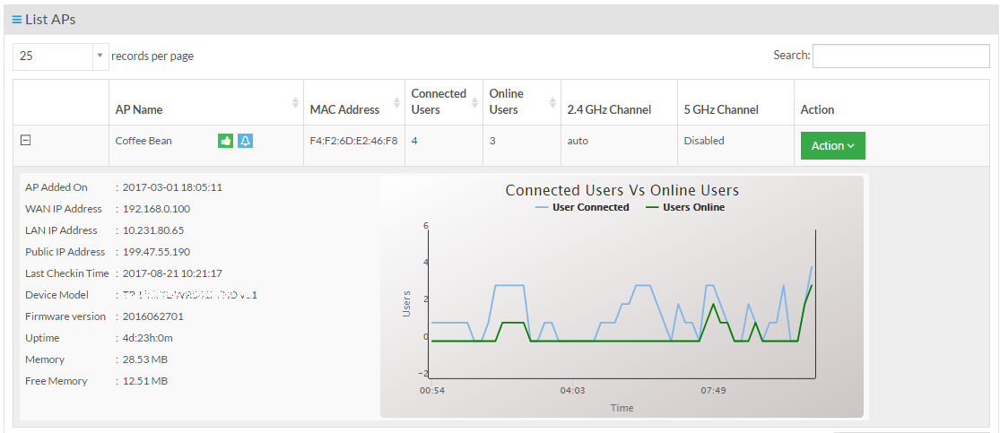 List APs
25 records per page Search:
AP Name MAC Address Connected Users Online Users 2.4 GHz Channel 5 GHz Channel Action
Coffee Bean F4:F2:6D:E2:46:F8 4 3 auto Disabled Action
AP Added On : 2017-03-01 18:05:11
WAN IP Address : 192.168.0.100
LAN IP Address : 10.231.80.65
Public IP Address : 199.47.55.190
Last Checkin Time : 2017-08-21 10:21:17
Device Model :
Firmware version : 2016062701
Uptime : 4d:23h:0m
Memory : 28.53 MB
Free Memory : 12.51 MB
Connected Users Vs Online Users
User Connected Users Online
6
4
2
0
-2
Users
00:54 04:03 07:49
Time